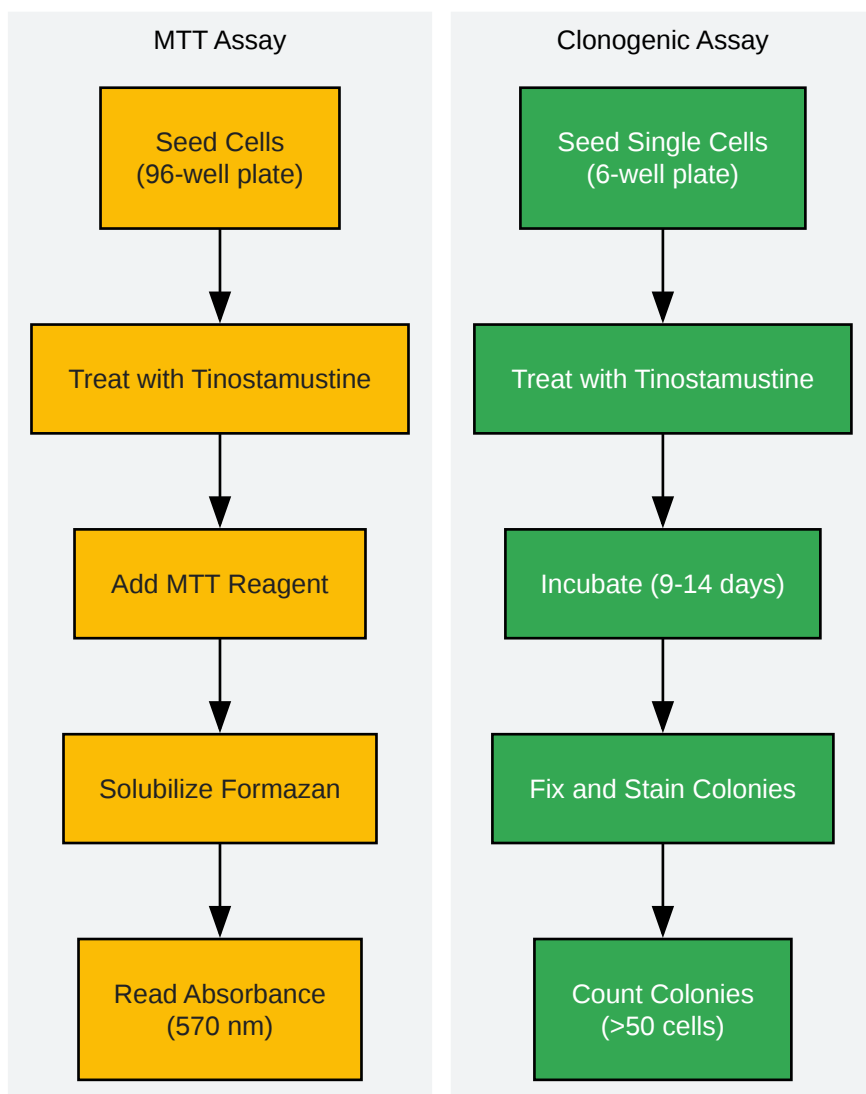 MTT Assay
Seed Cells
(96-well plate)
Treat with Tinostamustine
Add MTT Reagent
Solubilize Formazan
Read Absorbance
(570 nm)
Clonogenic Assay
Seed Single Cells
(6-well plate)
Treat with Tinostamustine
Incubate (9-14 days)
Fix and Stain Colonies
Count Colonies
(>50 cells)